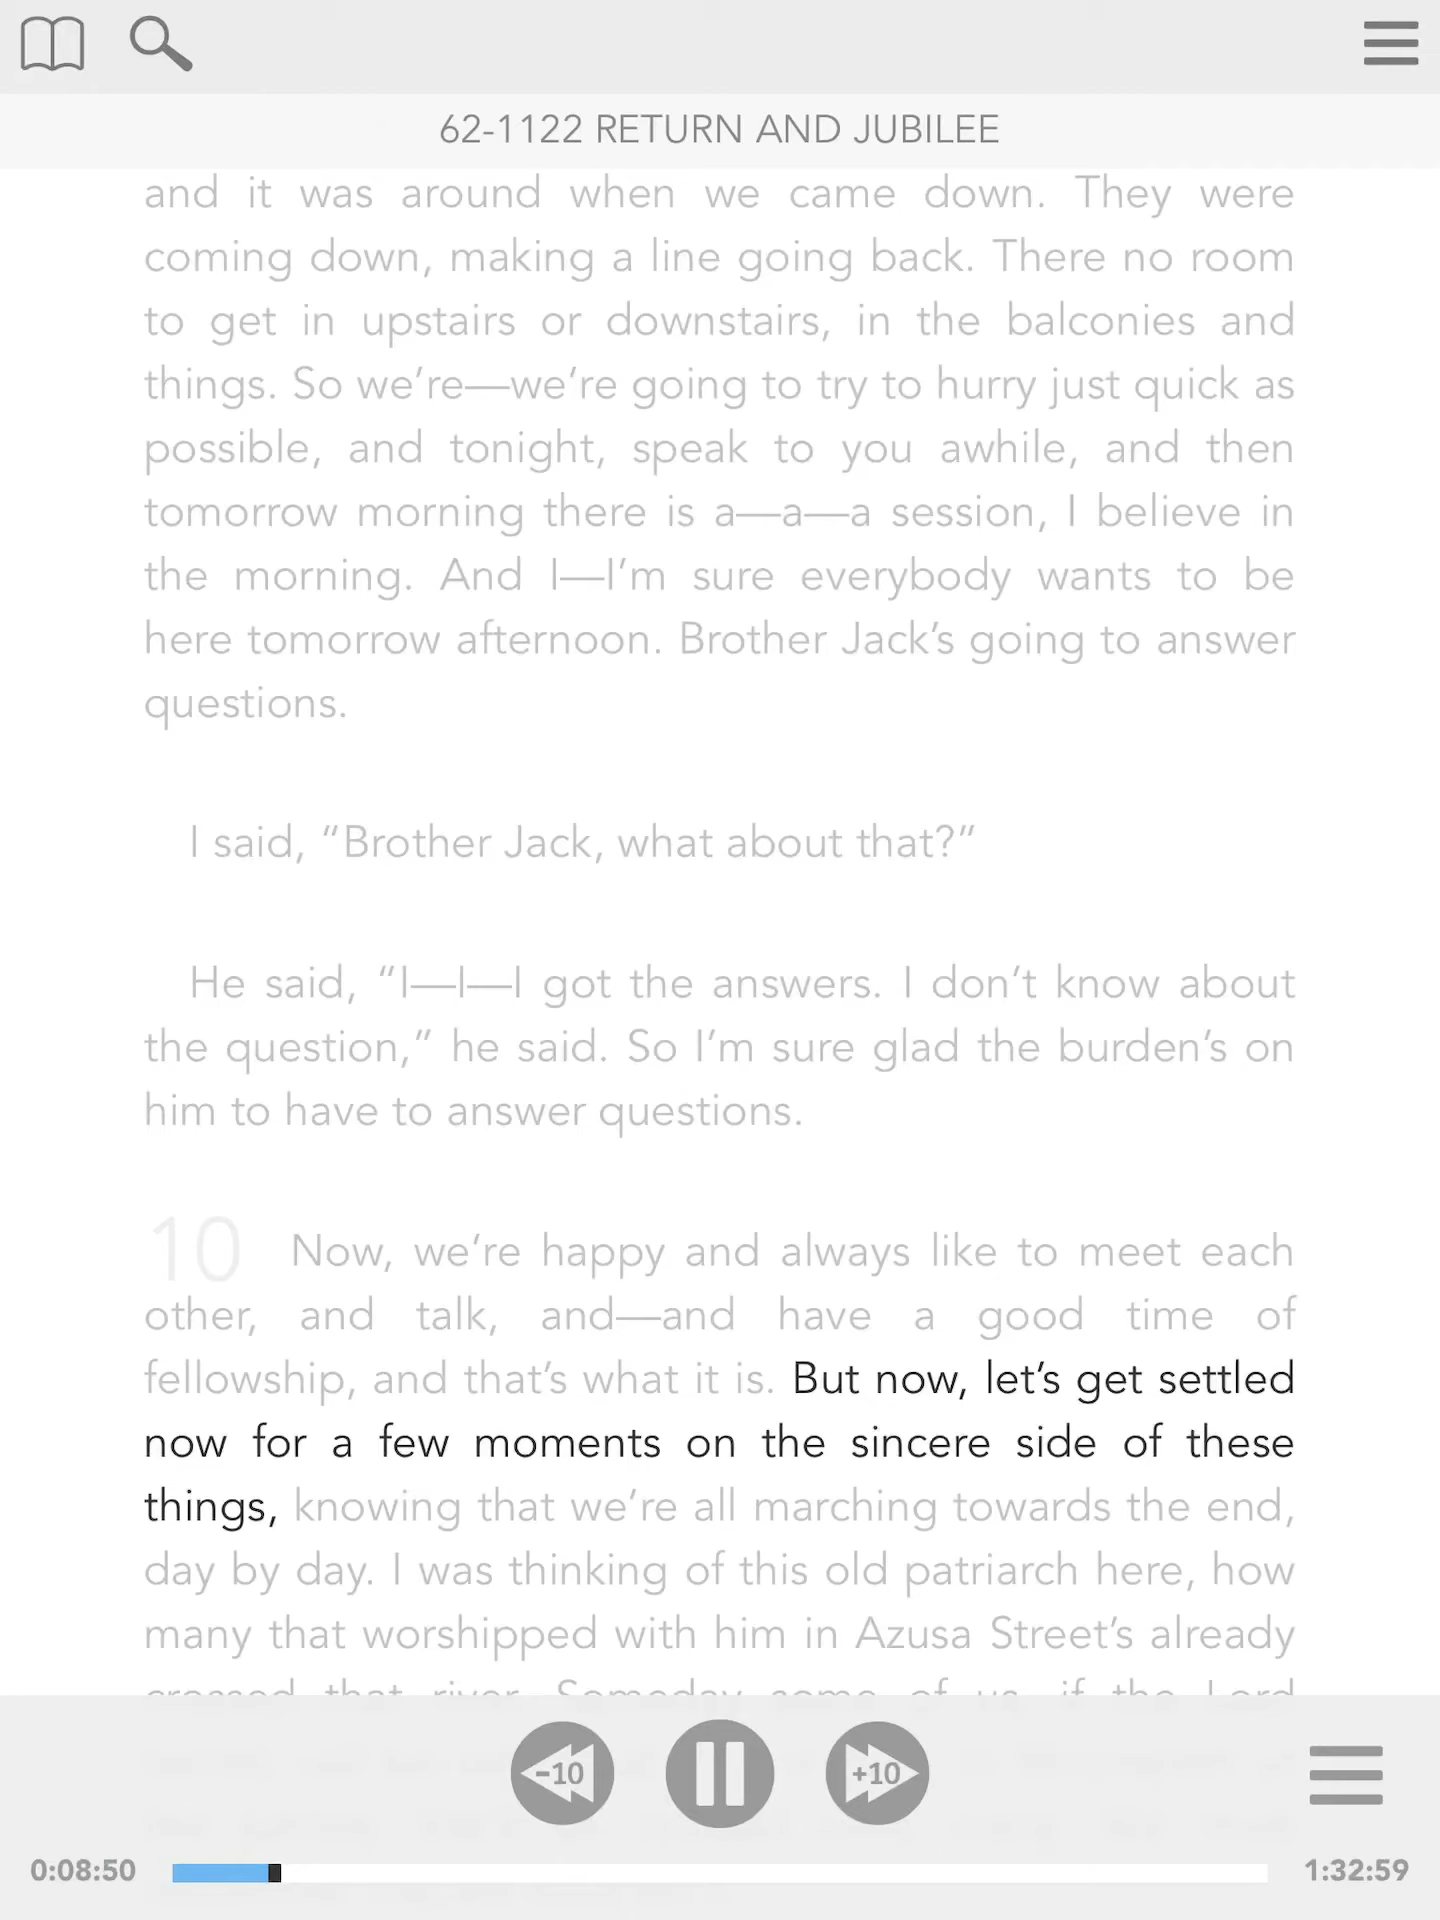 62-1122 RETURN AND JUBILEE
and it was around when we came down. They were
coming down, making a line going back. There no room
to get in upstairs or downstairs, in the balconies and
things. So we’re—we’re going to try to hurry just quick as
possible, and tonight, speak to you awhile, and then
tomorrow morning there is a—a—a session, I believe in
the morning. And I—I’m sure everybody wants to be
here tomorrow afternoon. Brother Jack’s going to answer
questions.
I said, “Brother Jack, what about that?”
He said, “I—I—I got the answers. I don’t know about
the question,” he said. So I’m sure glad the burden’s on
him to have to answer questions.
10 Now, we’re happy and always like to meet each
other, and talk, and—and have a good time of
fellowship, and that’s what it is. But now, let’s get settled
now for a few moments on the sincere side of these
things, knowing that we’re all marching towards the end,
day by day. I was thinking of this old patriarch here, how
many that worshipped with him in Azusa Street’s already
crossed that river. Someday some of us, if the Lord
-10 +10
0:08:50 1:32:59